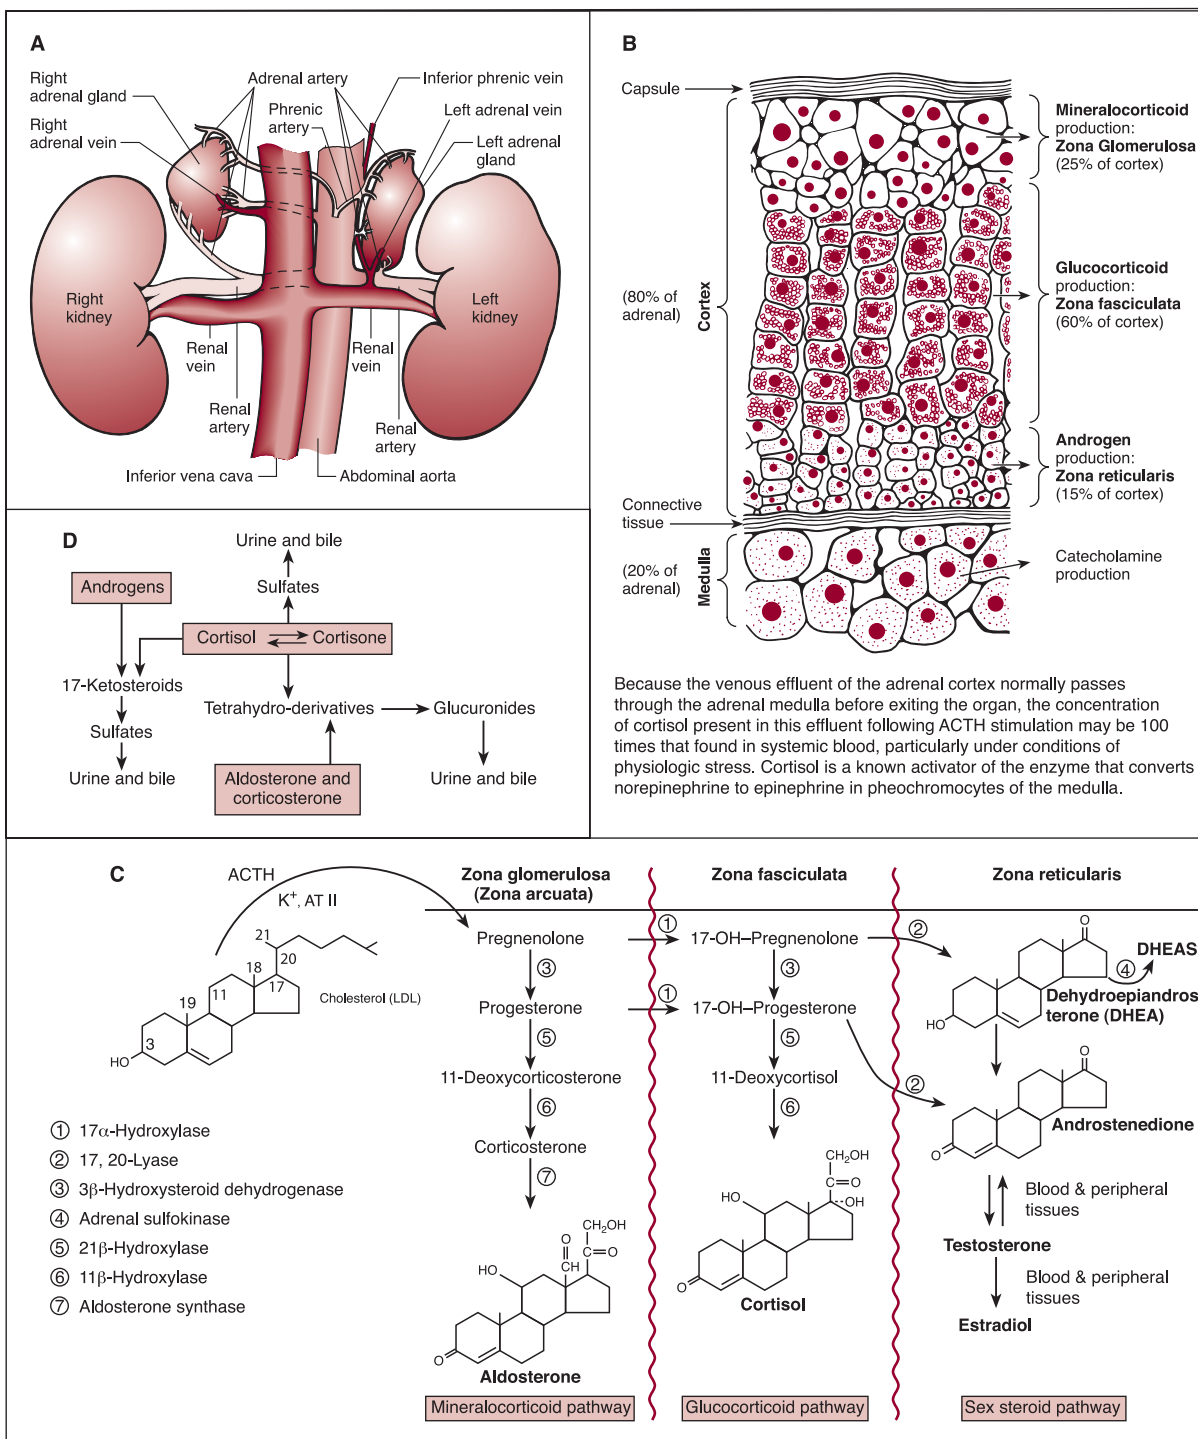 A
Right
adrenal gland
Adrenal artery
Inferior phrenic vein
Right
adrenal vein
Phrenic
artery
Left adrenal vein
Left adrenal
gland
Right
kidney
Left
kidney
Renal
vein
Renal
vein
Renal
artery
Renal
artery
Inferior vena cava
Abdominal aorta
B
Capsule
Mineralocorticoid
production:
Zona Glomerulosa
(25% of cortex)
(80% of
adrenal)
Cortex
Glucocorticoid
production:
Zona fasciculata
(60% of cortex)
Androgen
production:
Zona reticularis
(15% of cortex)
Connective
tissue
(20% of
adrenal)
Medulla
Catecholamine
production
Because the venous effluent of the adrenal cortex normally passes
through the adrenal medulla before exiting the organ, the concentration
of cortisol present in this effluent following ACTH stimulation may be 100
times that found in systemic blood, particularly under conditions of
physiologic stress. Cortisol is a known activator of the enzyme that converts
norepinephrine to epinephrine in pheochromocytes of the medulla.
D
Urine and bile
Androgens
Sulfates
Cortisol Cortisone
17-Ketosteroids
Tetrahydro-derivatives
Glucuronides
Sulfates
Urine and bile
Aldosterone and
corticosterone
Urine and bile
C
ACTH
K⁺, AT II
Zona glomerulosa
(Zona arcuata)
Zona fasciculata
Zona reticularis
21
20
18
17
11
19
3
HO
Cholesterol (LDL)
Pregnenolone
①
17-OH–Pregnenolone
②
③
③
O
HO
④
DHEAS
Dehydroepiandros
terone (DHEA)
Progesterone
①
17-OH–Progesterone
⑤
⑤
②
11-Deoxycorticosterone
11-Deoxycortisol
⑥
⑥
O
O
Androstenedione
Corticosterone
⑦
① 17α-Hydroxylase
② 17, 20-Lyase
③ 3β-Hydroxysteroid dehydrogenase
④ Adrenal sulfokinase
⑤ 21β-Hydroxylase
⑥ 11β-Hydroxylase
⑦ Aldosterone synthase
CH₂OH
C O
O
CH
HO
O
Aldosterone
CH₂OH
C O
OH
HO
O
Cortisol
Blood & peripheral
tissues
Testosterone
Blood & peripheral
tissues
Estradiol
Mineralocorticoid pathway
Glucocorticoid pathway
Sex steroid pathway